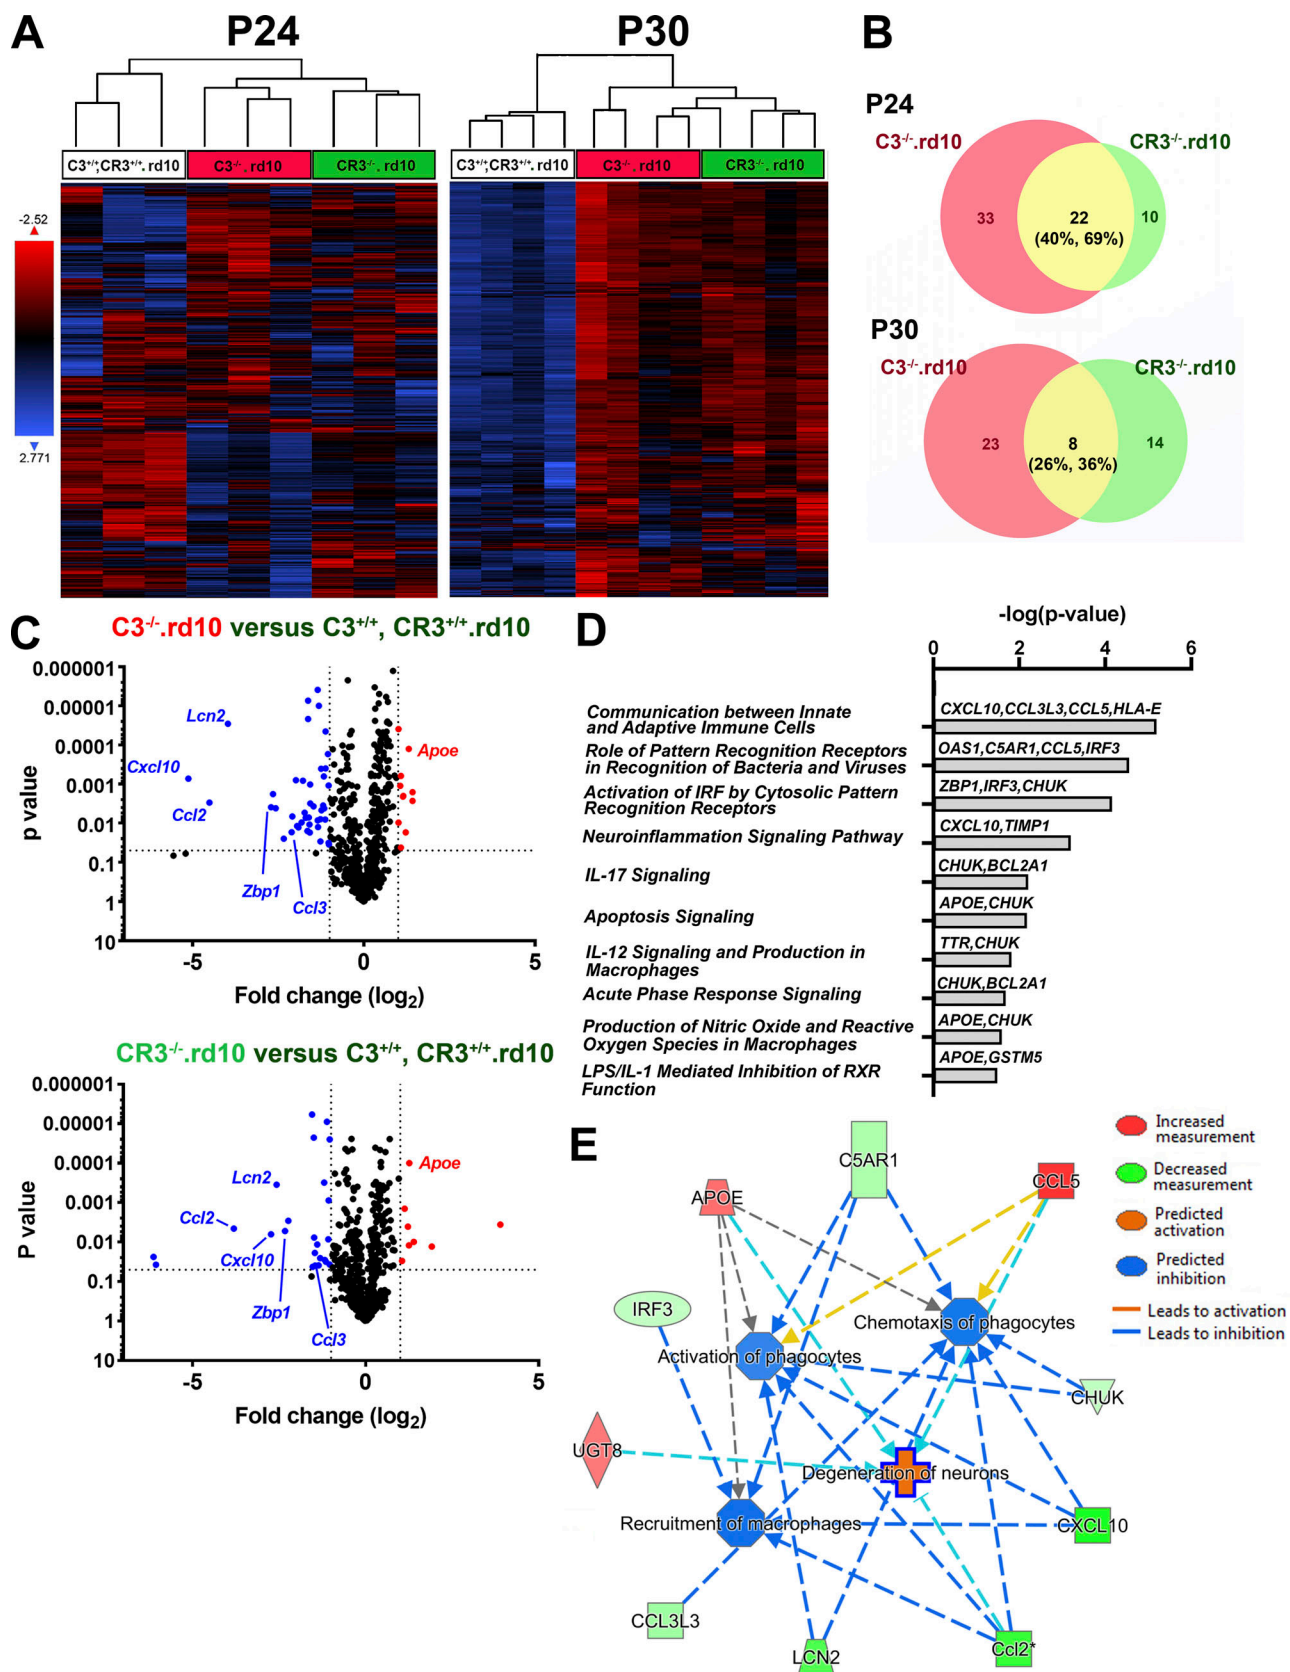 A
P24
P30
C3+/+,CR3+/+.rd10
C3-/-.rd10
CR3-/-.rd10
C3+/+,CR3+/+.rd10
C3-/-.rd10
CR3-/-.rd10
-2.52
2.771
B
P24
C3-/-.rd10
CR3-/-.rd10
33
22
(40%, 69%)
10
P30
C3-/-.rd10
CR3-/-.rd10
23
8
(26%, 36%)
14
C
C3-/-.rd10 versus C3+/+, CR3+/+.rd10
p value
0.000001
0.00001
0.0001
0.001
0.01
0.1
1
10
Lcn2
Cxcl10
Ccl2
Zbp1
Ccl3
Apoe
-5
0
5
Fold change (log2)
CR3-/-.rd10 versus C3+/+, CR3+/+.rd10
P value
0.000001
0.00001
0.0001
0.001
0.01
0.1
1
10
Lcn2
Ccl2
Cxcl10
Zbp1
Ccl3
Apoe
-5
0
5
Fold change (log2)
D
-log(p-value)
0
2
4
6
Communication between Innate
and Adaptive Immune Cells
CXCL10,CCL3L3,CCL5,HLA-E
Role of Pattern Recognition Receptors
in Recognition of Bacteria and Viruses
OAS1,C5AR1,CCL5,IRF3
Activation of IRF by Cytosolic Pattern
Recognition Receptors
ZBP1,IRF3,CHUK
Neuroinflammation Signaling Pathway
CXCL10,TIMP1
IL-17 Signaling
CHUK,BCL2A1
Apoptosis Signaling
APOE,CHUK
IL-12 Signaling and Production in
Macrophages
TTR,CHUK
Acute Phase Response Signaling
CHUK,BCL2A1
Production of Nitric Oxide and Reactive
Oxygen Species in Macrophages
APOE,CHUK
LPS/IL-1 Mediated Inhibition of RXR
Function
APOE,GSTM5
E
C5AR1
APOE
CCL5
IRF3
Chemotaxis of phagocytes
Activation of phagocytes
CHUK
UGT8
Degeneration of neurons
Recruitment of macrophages
CXCL10
CCL3L3
LCN2
Ccl2*
Increased
measurement
Decreased
measurement
Predicted
activation
Predicted
inhibition
Leads to activation
Leads to inhibition